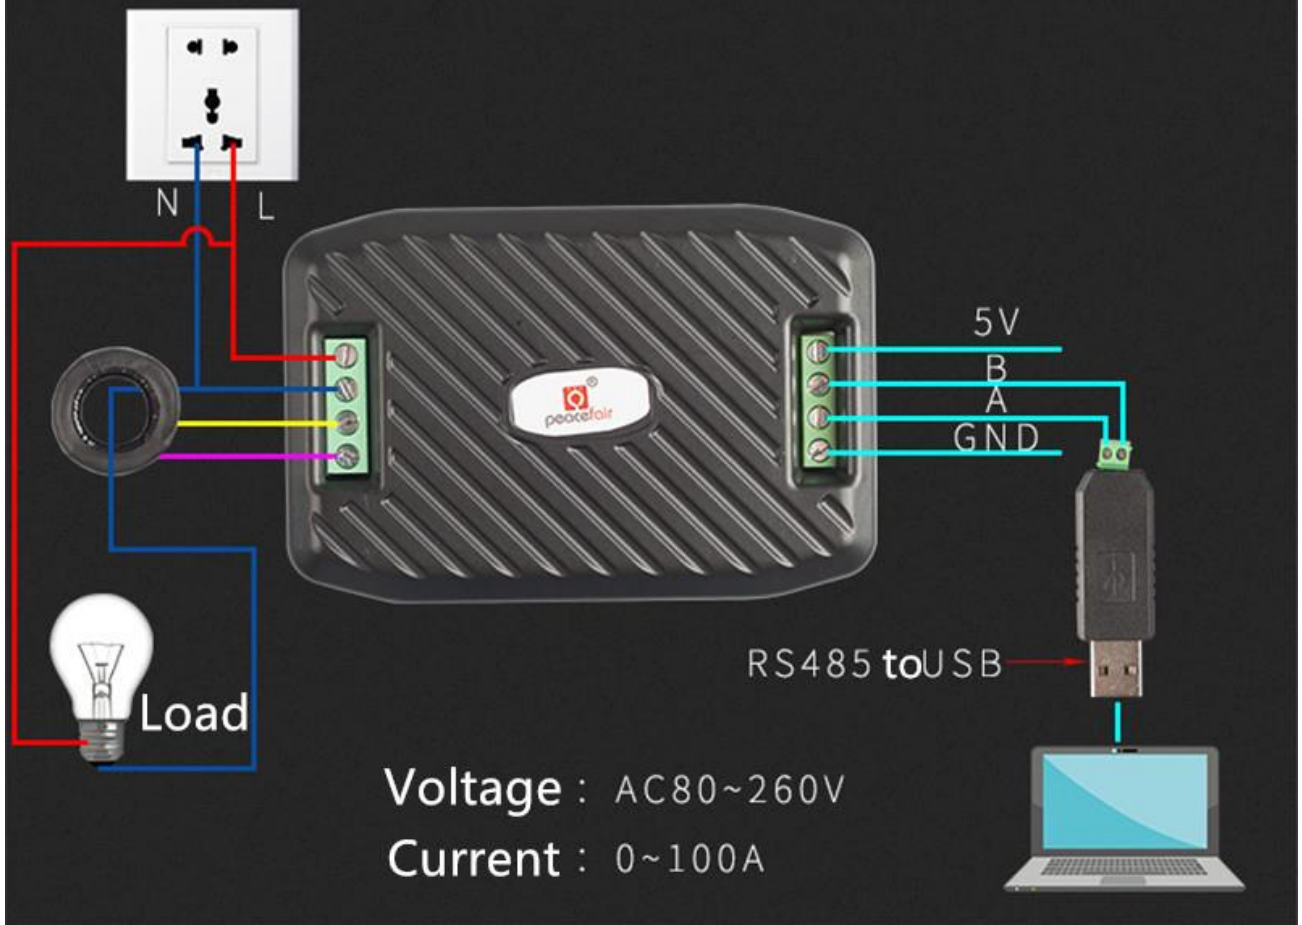 N L
5V
B
A
GND
® peacefair
RS485 toUSB
Load
Voltage : AC80~260V
Current : 0~100A